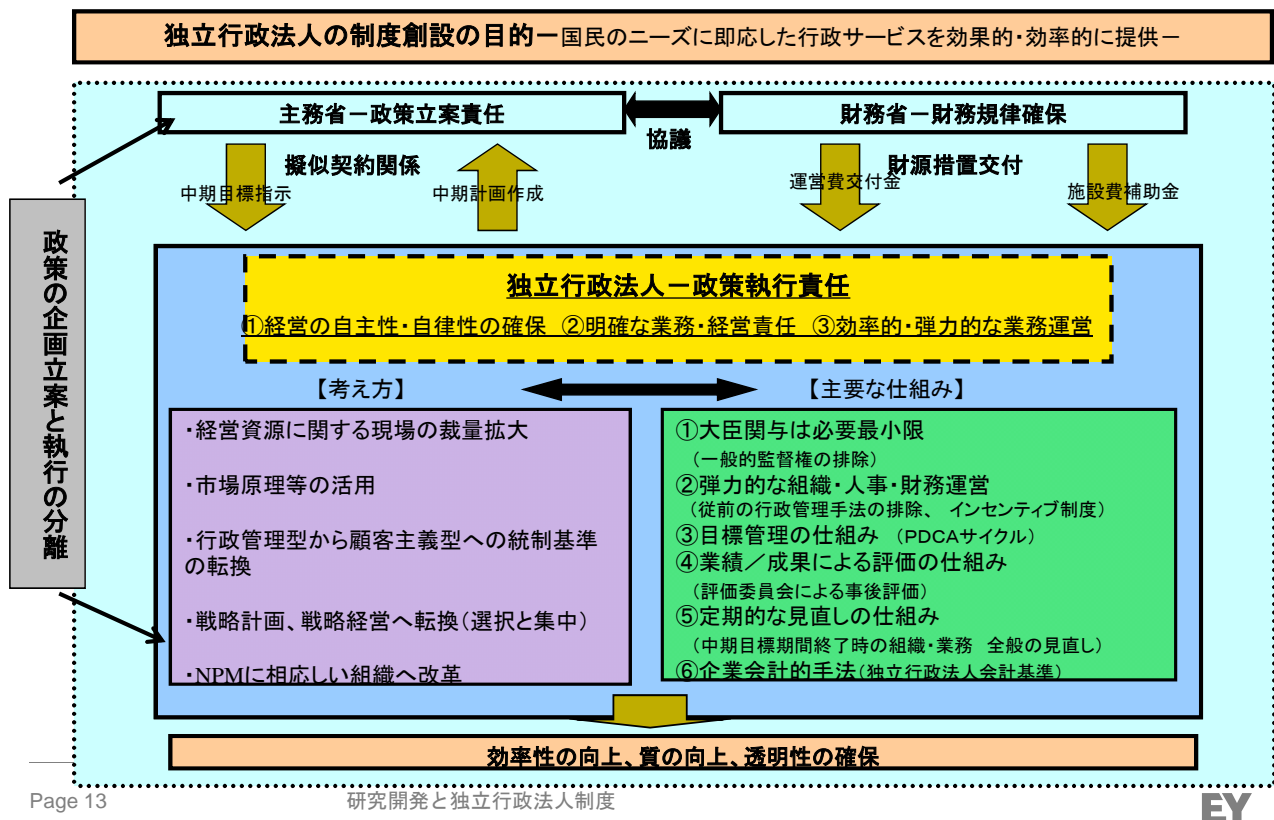 独立行政法人の制度創設の目的－国民のニーズに即応した行政サービスを効果的・効率的に提供－
主務省－政策立案責任
財務省－財務規律確保
協議
擬似契約関係
財源措置交付
中期目標指示
中期計画作成
運営費交付金
施設費補助金
政策の企画立案と執行の分離
独立行政法人－政策執行責任
①経営の自主性・自律性の確保 ②明確な業務・経営責任 ③効率的・弾力的な業務運営
【考え方】
【主要な仕組み】
・経営資源に関する現場の裁量拡大
・市場原理等の活用
・行政管理型から顧客主義型への統制基準
の転換
・戦略計画、戦略経営へ転換（選択と集中）
・NPMに相応しい組織へ改革
①大臣関与は必要最小限
（一般的監督権の排除）
②弾力的な組織・人事・財務運営
（従前の行政管理手法の排除、 インセンティブ制度）
③目標管理の仕組み （PDCAサイクル）
④業績／成果による評価の仕組み
（評価委員会による事後評価）
⑤定期的な見直しの仕組み
（中期目標期間終了時の組織・業務 全般の見直し）
⑥企業会計的手法（独立行政法人会計基準）
効率性の向上、質の向上、透明性の確保
Page 13
研究開発と独立行政法人制度
EY